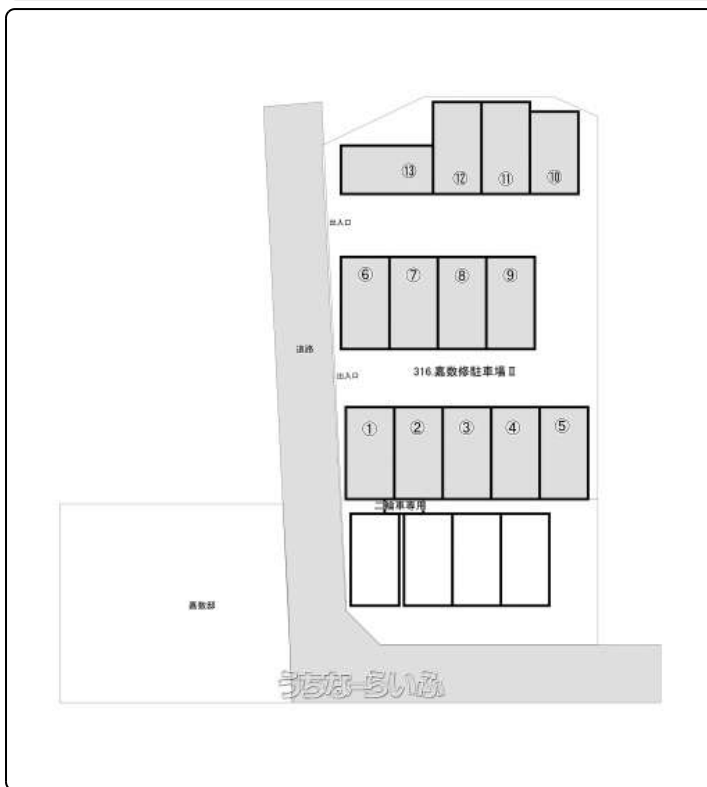 ⑬
⑫
⑪
⑩
出入口
⑥
⑦
⑧
⑨
道路
出入口
316.嘉数修駐車場Ⅱ
①
②
③
④
⑤
二輪車専用
嘉数邸
うちなーらいふ